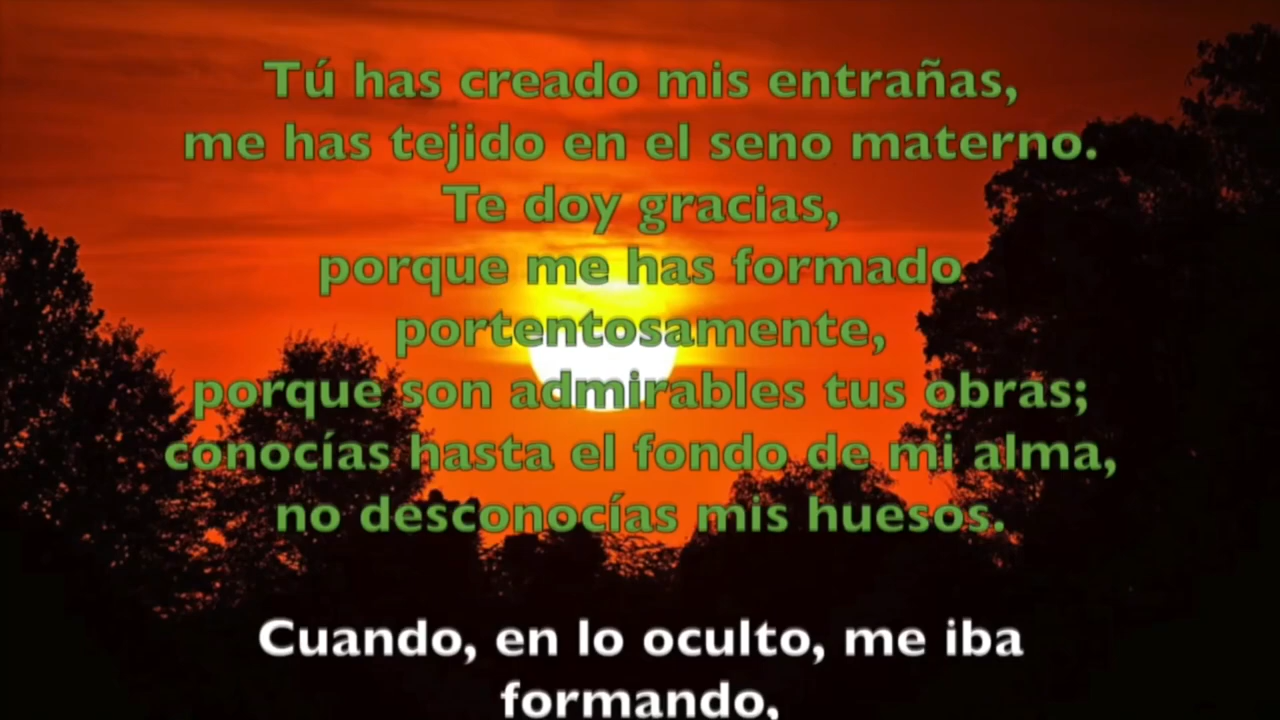 Tú has creado mis entrañas,
me has tejido en el seno materno.
Te doy gracias,
porque me has formado
portentosamente,
porque son admirables tus obras;
conocías hasta el fondo de mi alma,
no desconocías mis huesos.
Cuando, en lo oculto, me iba
formando,